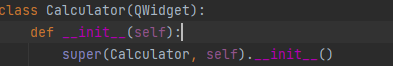 class Calculator(QWidget):
    def __init__(self):
        super(Calculator, self).__init__()